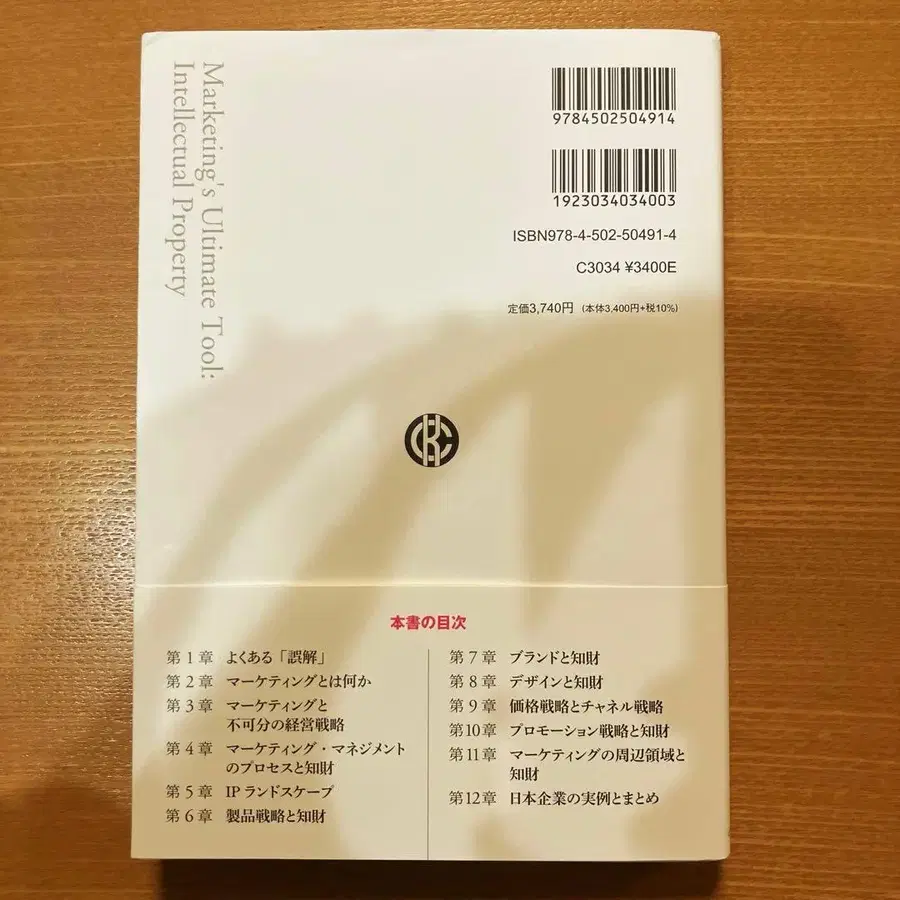 Marketing's Ultimate Tool:
Intellectual Property
9784502504914
1923034034003
ISBN978-4-502-50491-4
C3034 ¥3400E
定価3,740円 (本体3,400円+税10%)
本書の目次
第1章 よくある「誤解」
第2章 マーケティングとは何か
第3章 マーケティングと
不可分の経営戦略
第4章 マーケティング・マネジメント
のプロセスと知財
第5章 IPランドスケープ
第6章 製品戦略と知財
第7章 ブランドと知財
第8章 デザインと知財
第9章 価格戦略とチャネル戦略
第10章 プロモーション戦略と知財
第11章 マーケティングの周辺領域と
知財
第12章 日本企業の実例とまとめ